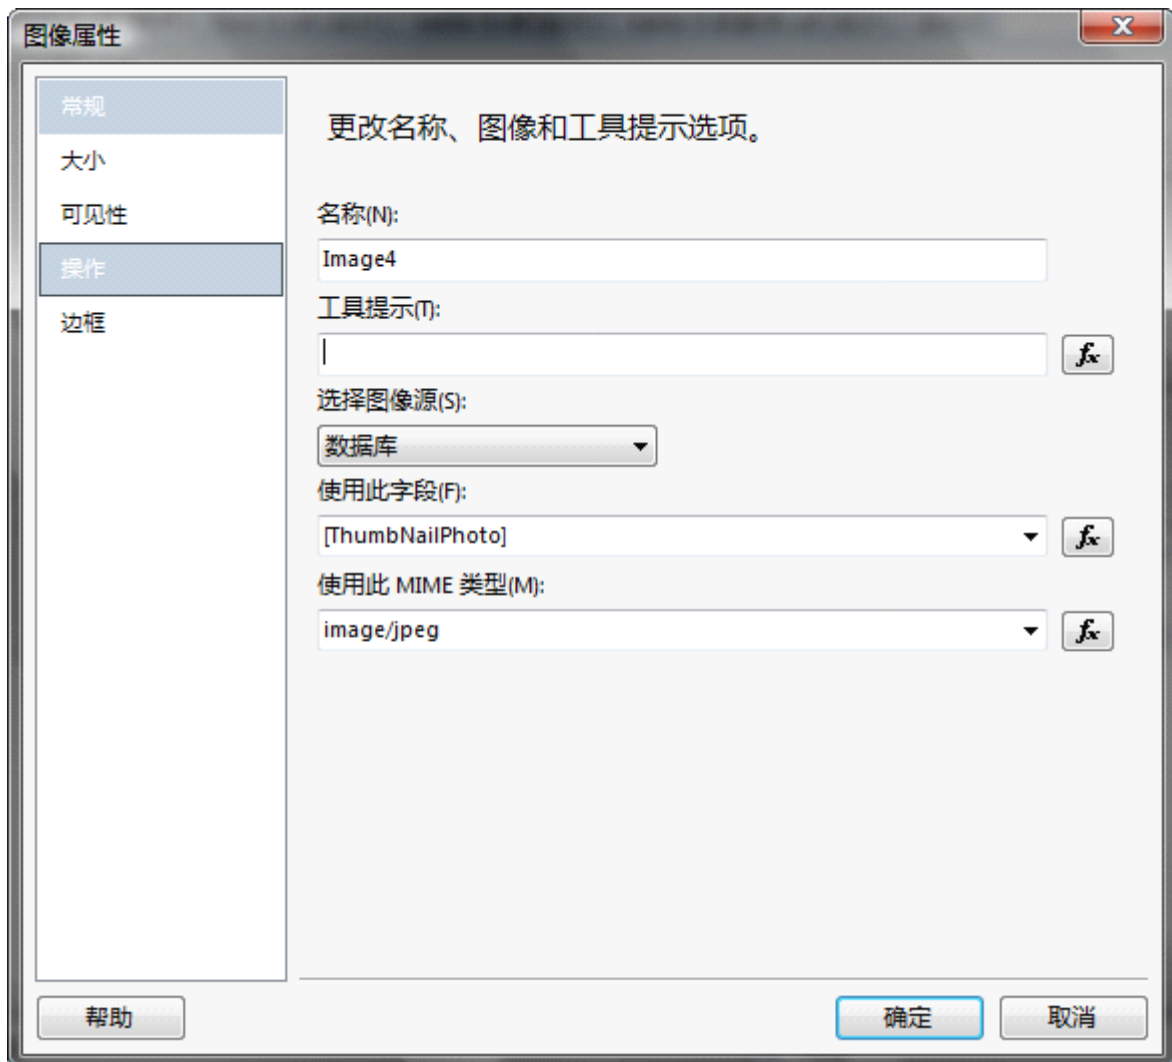 图像属性
常规
大小
可见性
操作
边框
更改名称、图像和工具提示选项。
名称(N):
Image4
工具提示(T):
fx
选择图像源(S):
数据库
使用此字段(F):
[ThumbNailPhoto]
fx
使用此 MIME 类型(M):
image/jpeg
fx
帮助
确定
取消